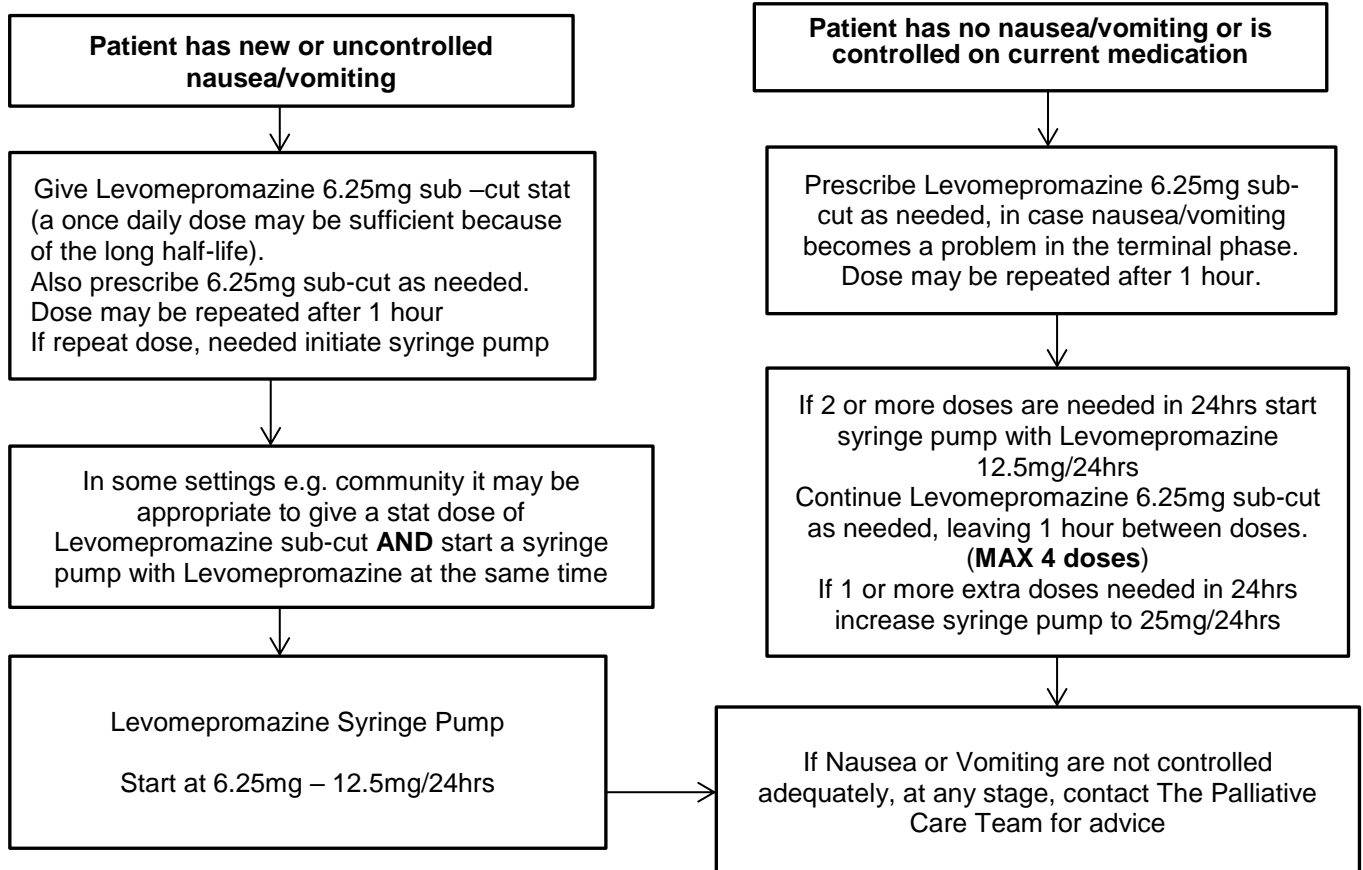 Patient has new or uncontrolled
nausea/vomiting
Give Levomepromazine 6.25mg sub –cut stat
(a once daily dose may be sufficient because
of the long half-life).
Also prescribe 6.25mg sub-cut as needed.
Dose may be repeated after 1 hour
If repeat dose, needed initiate syringe pump
In some settings e.g. community it may be
appropriate to give a stat dose of
Levomepromazine sub-cut AND start a syringe
pump with Levomepromazine at the same time
Levomepromazine Syringe Pump
Start at 6.25mg – 12.5mg/24hrs
Patient has no nausea/vomiting or is
controlled on current medication
Prescribe Levomepromazine 6.25mg sub-
cut as needed, in case nausea/vomiting
becomes a problem in the terminal phase.
Dose may be repeated after 1 hour.
If 2 or more doses are needed in 24hrs start
syringe pump with Levomepromazine
12.5mg/24hrs
Continue Levomepromazine 6.25mg sub-cut
as needed, leaving 1 hour between doses.
(MAX 4 doses)
If 1 or more extra doses needed in 24hrs
increase syringe pump to 25mg/24hrs
If Nausea or Vomiting are not controlled
adequately, at any stage, contact The Palliative
Care Team for advice